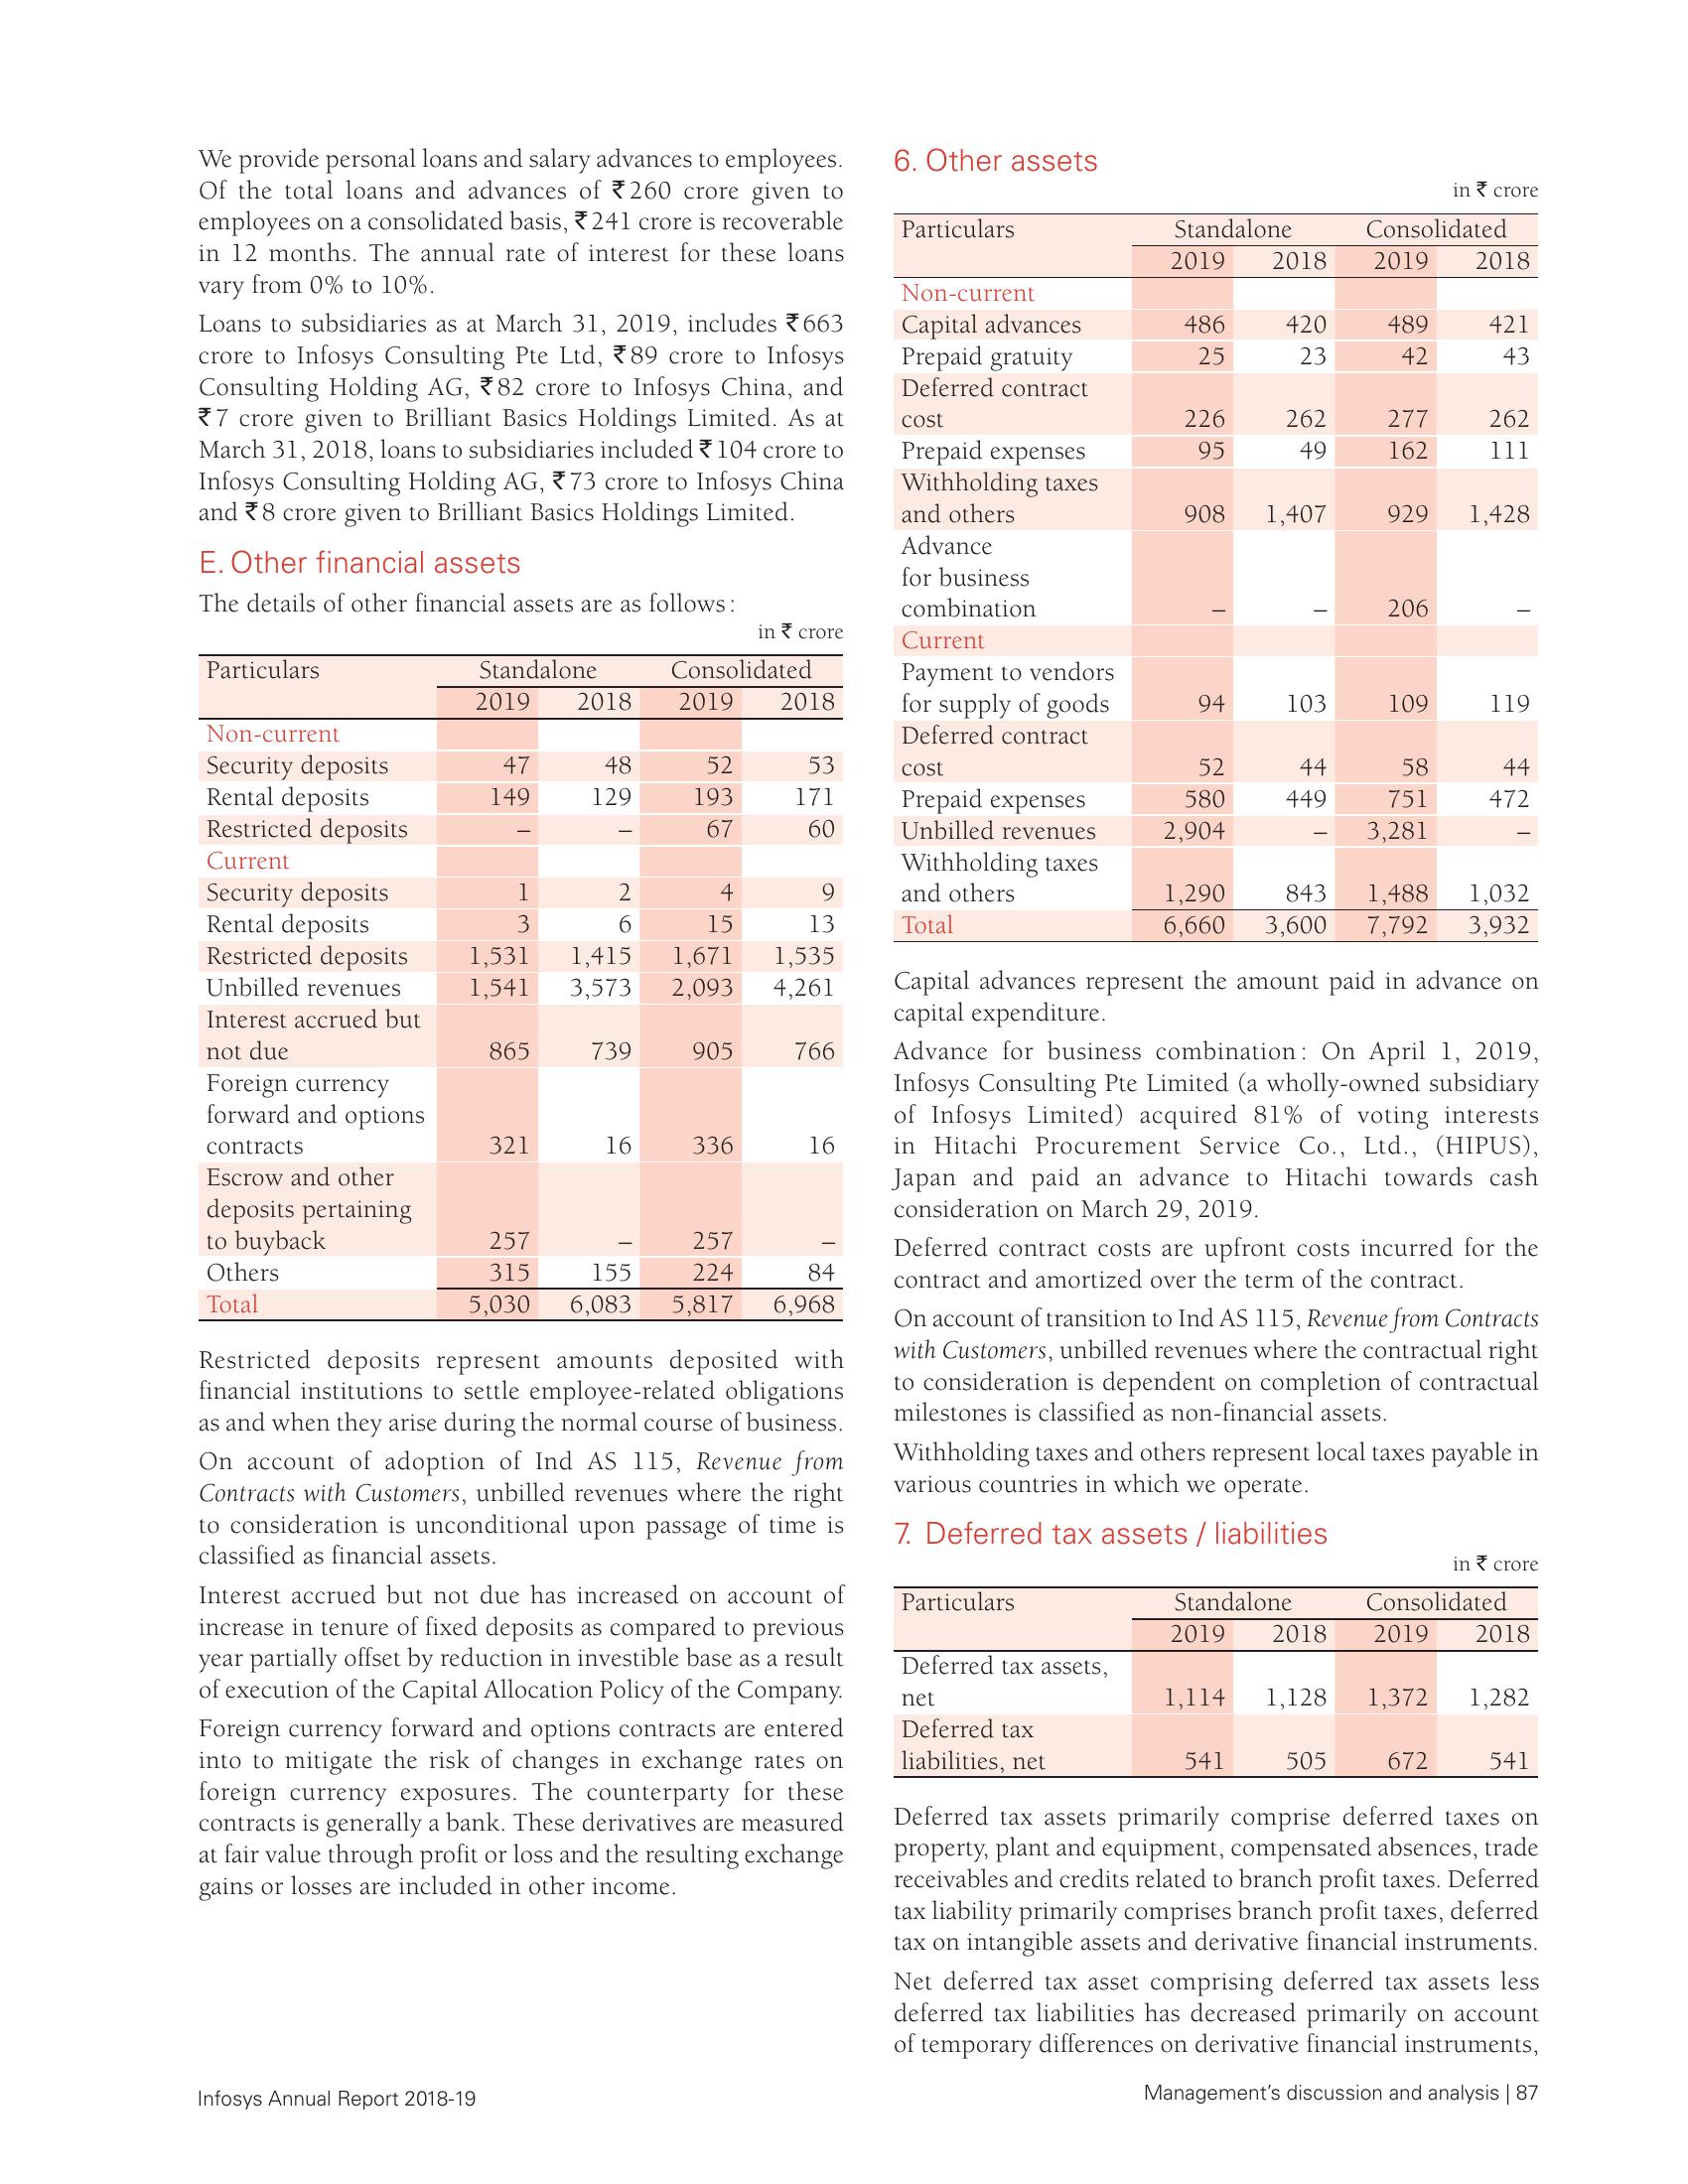 We provide personal loans and salary advances to employees.
Of the total loans and advances of ₹260 crore given to
employees on a consolidated basis, ₹241 crore is recoverable
in 12 months. The annual rate of interest for these loans
vary from 0% to 10%.
Loans to subsidiaries as at March 31, 2019, includes ₹663
crore to Infosys Consulting Pte Ltd, ₹89 crore to Infosys
Consulting Holding AG, ₹82 crore to Infosys China, and
₹7 crore given to Brilliant Basics Holdings Limited. As at
March 31, 2018, loans to subsidiaries included ₹104 crore to
Infosys Consulting Holding AG, ₹73 crore to Infosys China
and ₹8 crore given to Brilliant Basics Holdings Limited.
E. Other financial assets
The details of other financial assets are as follows:
in ₹ crore
Particulars Standalone Consolidated
2019 2018 2019 2018
Non-current
Security deposits 47 48 52 53
Rental deposits 149 129 193 171
Restricted deposits – – 67 60
Current
Security deposits 1 2 4 9
Rental deposits 3 6 15 13
Restricted deposits 1,531 1,415 1,671 1,535
Unbilled revenues 1,541 3,573 2,093 4,261
Interest accrued but
not due 865 739 905 766
Foreign currency
forward and options
contracts 321 16 336 16
Escrow and other
deposits pertaining
to buyback 257 – 257 –
Others 315 155 224 84
Total 5,030 6,083 5,817 6,968
Restricted deposits represent amounts deposited with
financial institutions to settle employee-related obligations
as and when they arise during the normal course of business.
On account of adoption of Ind AS 115, Revenue from
Contracts with Customers, unbilled revenues where the right
to consideration is unconditional upon passage of time is
classified as financial assets.
Interest accrued but not due has increased on account of
increase in tenure of fixed deposits as compared to previous
year partially offset by reduction in investible base as a result
of execution of the Capital Allocation Policy of the Company.
Foreign currency forward and options contracts are entered
into to mitigate the risk of changes in exchange rates on
foreign currency exposures. The counterparty for these
contracts is generally a bank. These derivatives are measured
at fair value through profit or loss and the resulting exchange
gains or losses are included in other income.
6. Other assets
in ₹ crore
Particulars Standalone Consolidated
2019 2018 2019 2018
Non-current
Capital advances 486 420 489 421
Prepaid gratuity 25 23 42 43
Deferred contract
cost 226 262 277 262
Prepaid expenses 95 49 162 111
Withholding taxes
and others 908 1,407 929 1,428
Advance
for business
combination – – 206 –
Current
Payment to vendors
for supply of goods 94 103 109 119
Deferred contract
cost 52 44 58 44
Prepaid expenses 580 449 751 472
Unbilled revenues 2,904 – 3,281 –
Withholding taxes
and others 1,290 843 1,488 1,032
Total 6,660 3,600 7,792 3,932
Capital advances represent the amount paid in advance on
capital expenditure.
Advance for business combination: On April 1, 2019,
Infosys Consulting Pte Limited (a wholly-owned subsidiary
of Infosys Limited) acquired 81% of voting interests
in Hitachi Procurement Service Co., Ltd., (HIPUS),
Japan and paid an advance to Hitachi towards cash
consideration on March 29, 2019.
Deferred contract costs are upfront costs incurred for the
contract and amortized over the term of the contract.
On account of transition to Ind AS 115, Revenue from Contracts
with Customers, unbilled revenues where the contractual right
to consideration is dependent on completion of contractual
milestones is classified as non-financial assets.
Withholding taxes and others represent local taxes payable in
various countries in which we operate.
7. Deferred tax assets / liabilities
in ₹ crore
Particulars Standalone Consolidated
2019 2018 2019 2018
Deferred tax assets,
net 1,114 1,128 1,372 1,282
Deferred tax
liabilities, net 541 505 672 541
Deferred tax assets primarily comprise deferred taxes on
property, plant and equipment, compensated absences, trade
receivables and credits related to branch profit taxes. Deferred
tax liability primarily comprises branch profit taxes, deferred
tax on intangible assets and derivative financial instruments.
Net deferred tax asset comprising deferred tax assets less
deferred tax liabilities has decreased primarily on account
of temporary differences on derivative financial instruments,
Infosys Annual Report 2018-19
Management's discussion and analysis | 87